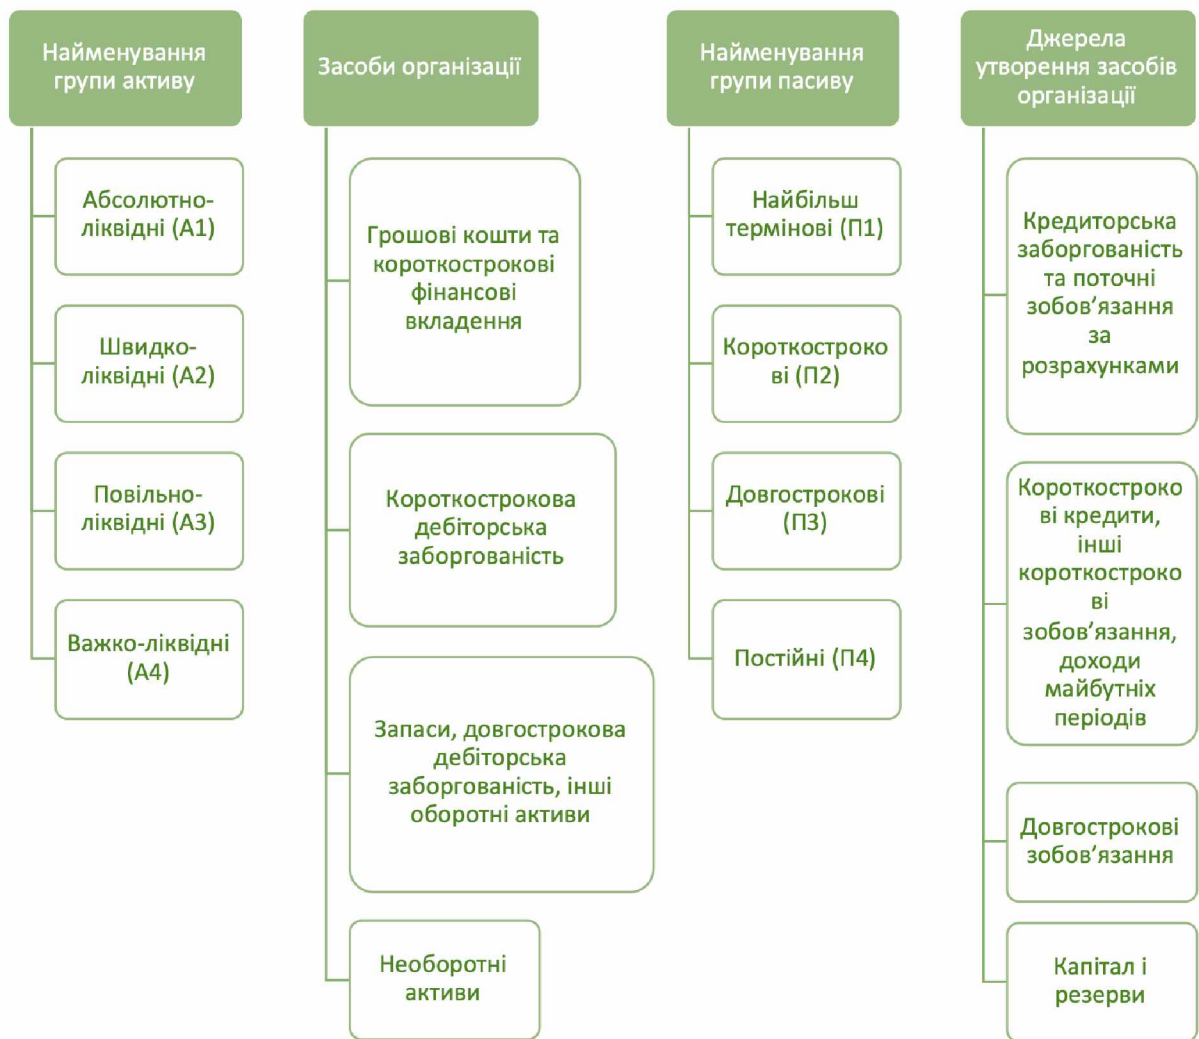 Найменування
групи активу
Абсолютно-
ліквідні (А1)
Швидко-
ліквідні (А2)
Повільно-
ліквідні (А3)
Важко-ліквідні
(А4)
Засоби організації
Грошові кошти та
короткострокові
фінансові
вкладення
Короткострокова
дебіторська
заборгованість
Запаси, довгострокова
дебіторська
заборгованість, інші
оборотні активи
Необоротні
активи
Найменування
групи пасиву
Найбільш
термінові (П1)
Короткостроко
ві (П2)
Довгострокові
(П3)
Постійні (П4)
Джерела
утворення засобів
організації
Кредиторська
заборгованість
та поточні
зобов’язання
за
розрахунками
Короткостроко
ві кредити,
інші
короткостроко
ві
зобов’язання,
доходи
майбутніх
періодів
Довгострокові
зобов’язання
Капітал і
резерви